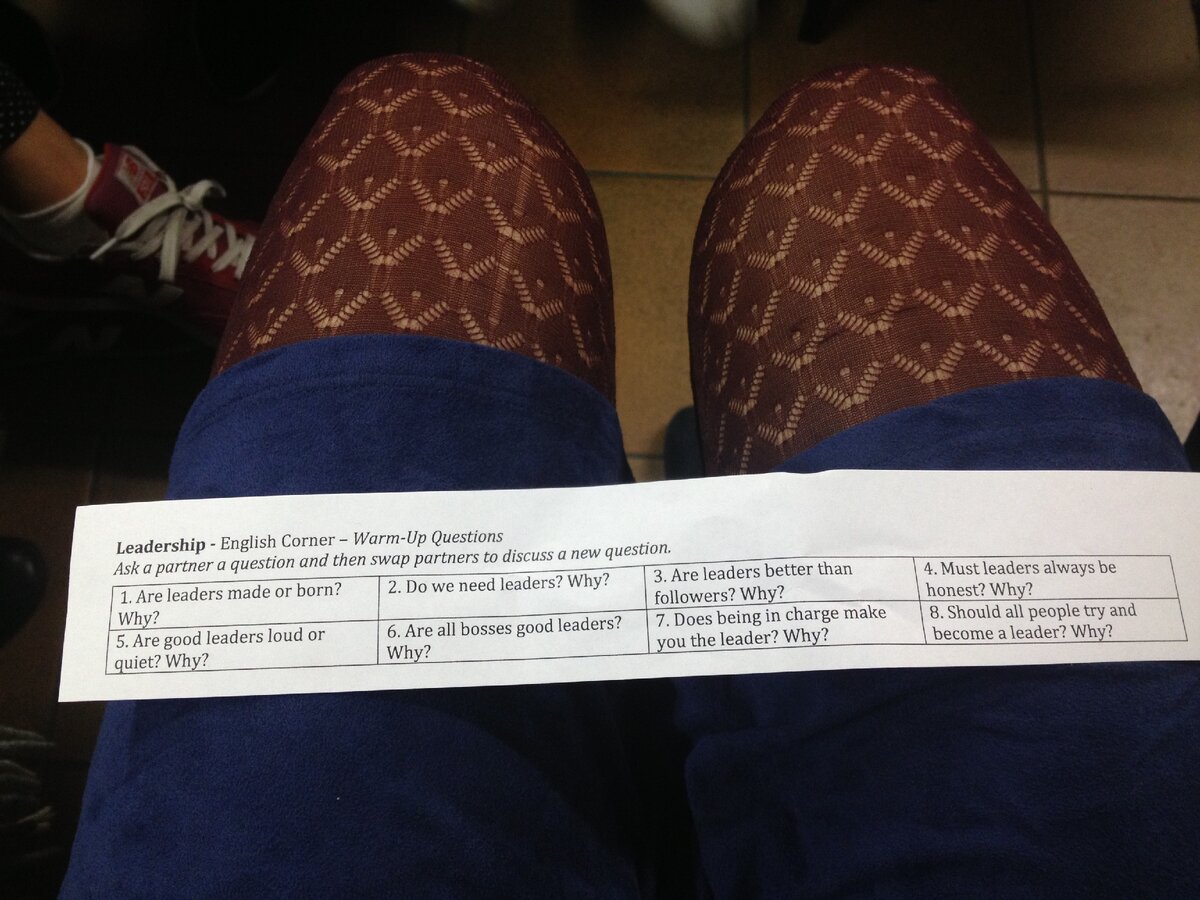 Leadership - English Corner – Warm-Up Questions
Ask a partner a question and then swap partners to discuss a new question.
1. Are leaders made or born?
Why?
2. Do we need leaders? Why?
3. Are leaders better than
followers? Why?
4. Must leaders always be
honest? Why?
5. Are good leaders loud or
quiet? Why?
6. Are all bosses good leaders?
Why?
7. Does being in charge make
you the leader? Why?
8. Should all people try and
become a leader? Why?